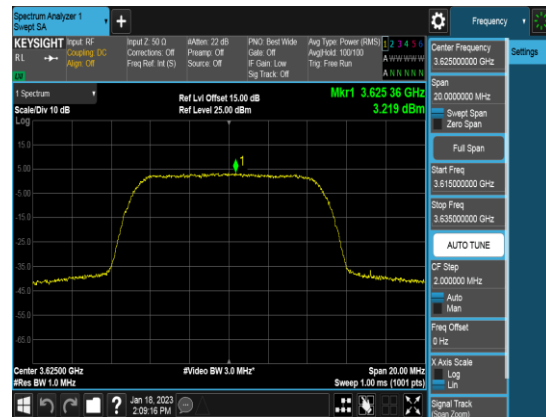 Spectrum Analyzer 1
Swept SA
+
Frequency
KEYSIGHT
RL
Input: RF
Coupling: DC
Align: Off
Input Z: 50 Ω
Corrections: Off
Freq Ref: Int (S)
#Atten: 22 dB
Preamp: Off
Source: Off
PNO: Best Wide
Gate: Off
IF Gain: Low
Sig Track: Off
Avg Type: Power (RMS)
Avg|Hold: 100/100
Trig: Free Run
1 2 3 4 5 6
A W W W W W
A N N N N N
1 Spectrum
Scale/Div 10 dB
Log
Ref Lvl Offset 15.00 dB
Ref Level 25.00 dBm
Mkr1 3.625 36 GHz
3.219 dBm
15.0
5.00
-5.00
-15.0
-25.0
-35.0
-45.0
-55.0
-65.0
1
Center 3.62500 GHz
#Res BW 1.0 MHz
#Video BW 3.0 MHz*
Span 20.00 MHz
Sweep 1.00 ms (1001 pts)
Center Frequency
3.625000000 GHz
Settings
Span
20.0000000 MHz
Swept Span
Zero Span
Full Span
Start Freq
3.615000000 GHz
Stop Freq
3.635000000 GHz
AUTO TUNE
CF Step
2.000000 MHz
Auto
Man
Freq Offset
0 Hz
X Axis Scale
Log
Lin
Signal Track
(Span Zoom)
?
Jan 18, 2023
2:09:16 PM